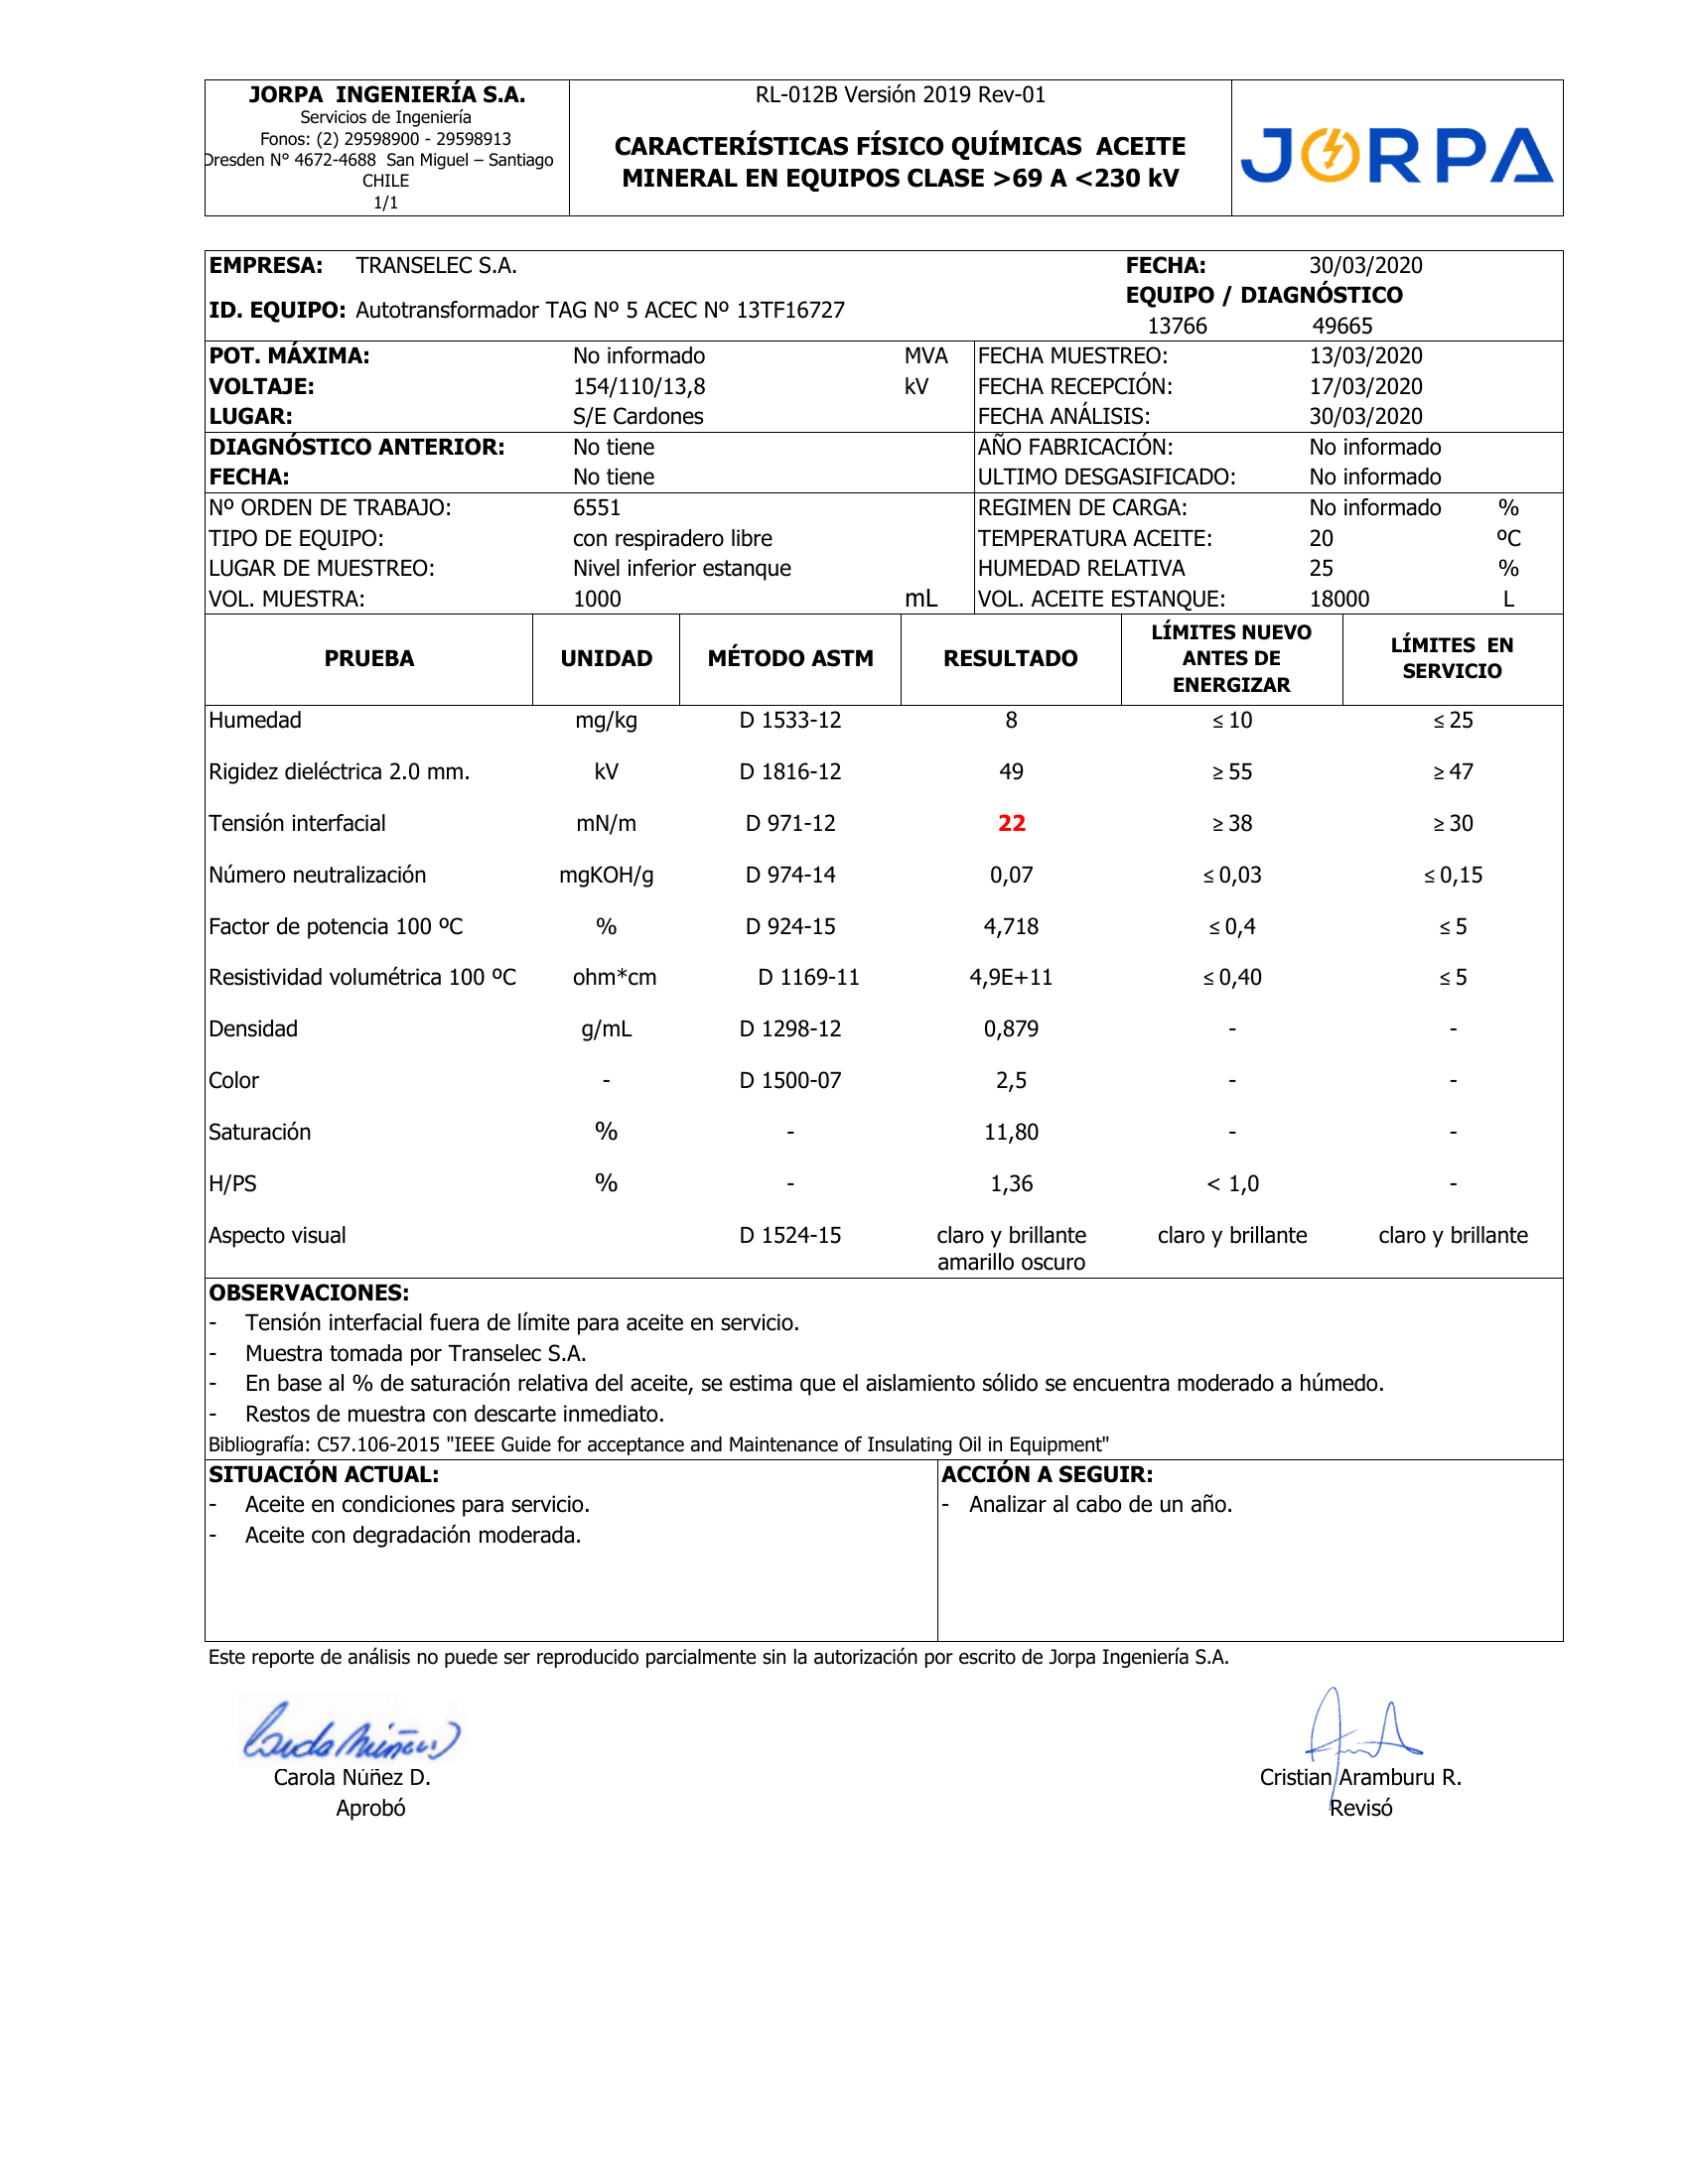 JORPA  INGENIERÍA S.A.
Servicios de Ingeniería
Fonos: (2) 29598900 - 29598913
Dresden N° 4672-4688  San Miguel – Santiago
CHILE
1/1
RL-012B Versión 2019 Rev-01
CARACTERÍSTICAS FÍSICO QUÍMICAS  ACEITE
MINERAL EN EQUIPOS CLASE >69 A <230 kV
JORPA
EMPRESA: TRANSELEC S.A. FECHA: 30/03/2020
ID. EQUIPO: Autotransformador TAG Nº 5 ACEC Nº 13TF16727 EQUIPO / DIAGNÓSTICO
13766 49665
POT. MÁXIMA: No informado MVA FECHA MUESTREO: 13/03/2020
VOLTAJE: 154/110/13,8 kV FECHA RECEPCIÓN: 17/03/2020
LUGAR: S/E Cardones FECHA ANÁLISIS: 30/03/2020
DIAGNÓSTICO ANTERIOR: No tiene AÑO FABRICACIÓN: No informado
FECHA: No tiene ULTIMO DESGASIFICADO: No informado
Nº ORDEN DE TRABAJO: 6551 REGIMEN DE CARGA: No informado %
TIPO DE EQUIPO: con respiradero libre TEMPERATURA ACEITE: 20 ºC
LUGAR DE MUESTREO: Nivel inferior estanque HUMEDAD RELATIVA 25 %
VOL. MUESTRA: 1000 mL VOL. ACEITE ESTANQUE: 18000 L
PRUEBA UNIDAD MÉTODO ASTM RESULTADO LÍMITES NUEVO ANTES DE ENERGIZAR LÍMITES  EN SERVICIO
Humedad mg/kg D 1533-12 8 ≤ 10 ≤ 25
Rigidez dieléctrica 2.0 mm. kV D 1816-12 49 ≥ 55 ≥ 47
Tensión interfacial mN/m D 971-12 22 ≥ 38 ≥ 30
Número neutralización mgKOH/g D 974-14 0,07 ≤ 0,03 ≤ 0,15
Factor de potencia 100 ºC % D 924-15 4,718 ≤ 0,4 ≤ 5
Resistividad volumétrica 100 ºC ohm*cm D 1169-11 4,9E+11 ≤ 0,40 ≤ 5
Densidad g/mL D 1298-12 0,879 - -
Color - D 1500-07 2,5 - -
Saturación % - 11,80 - -
H/PS % - 1,36 < 1,0 -
Aspecto visual D 1524-15 claro y brillante claro y brillante claro y brillante
amarillo oscuro
OBSERVACIONES:
- Tensión interfacial fuera de límite para aceite en servicio.
- Muestra tomada por Transelec S.A.
- En base al % de saturación relativa del aceite, se estima que el aislamiento sólido se encuentra moderado a húmedo.
- Restos de muestra con descarte inmediato.
Bibliografía: C57.106-2015 "IEEE Guide for acceptance and Maintenance of Insulating Oil in Equipment"
SITUACIÓN ACTUAL: ACCIÓN A SEGUIR:
- Aceite en condiciones para servicio. - Analizar al cabo de un año.
- Aceite con degradación moderada.
Este reporte de análisis no puede ser reproducido parcialmente sin la autorización por escrito de Jorpa Ingeniería S.A.
Carola Núñez D. Cristian Aramburu R.
Aprobó Revisó